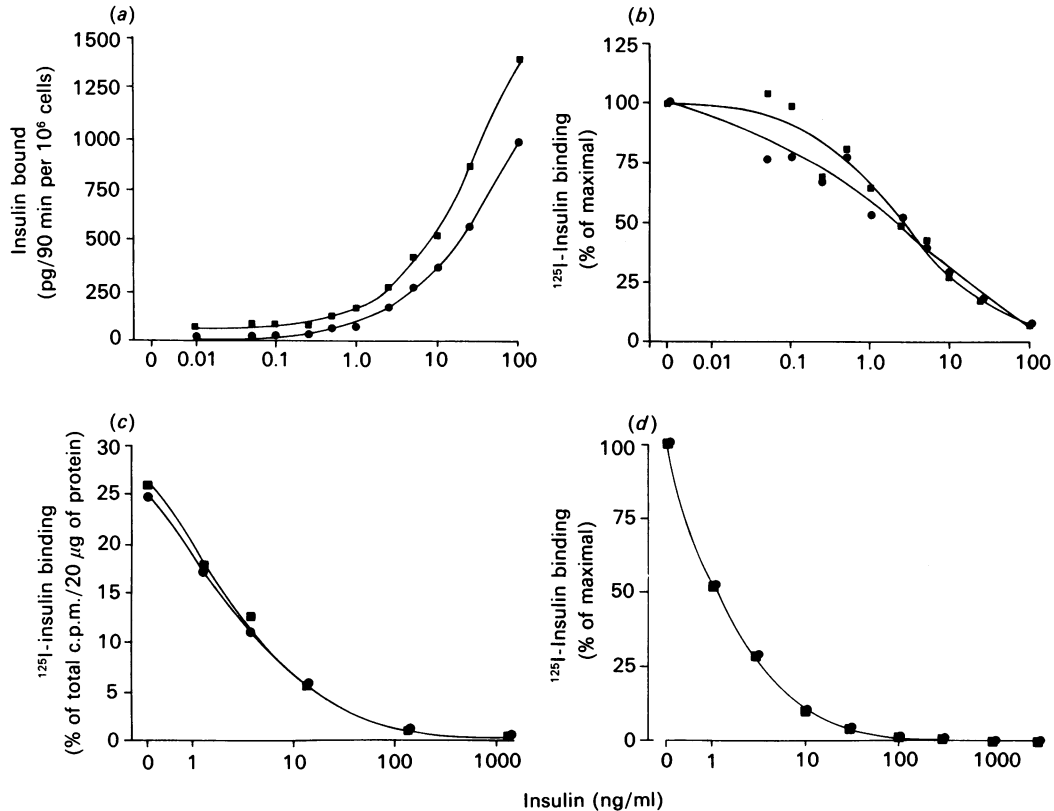 (a)
1500
1250
1000
750
500
250
0
Insulin bound
(pg/90 min per 10⁶ cells)
0 0.01 0.1 1.0 10 100
(b)
125
100
75
50
25
0
¹²⁵I-Insulin binding
(% of maximal)
0 0.01 0.1 1.0 10 100
(c)
30
25
20
15
10
5
0
¹²⁵I-insulin binding
(% of total c.p.m./20 μg of protein)
0 1 10 100 1000
(d)
100
75
50
25
0
¹²⁵I-Insulin binding
(% of maximal)
0 1 10 100 1000
Insulin (ng/ml)